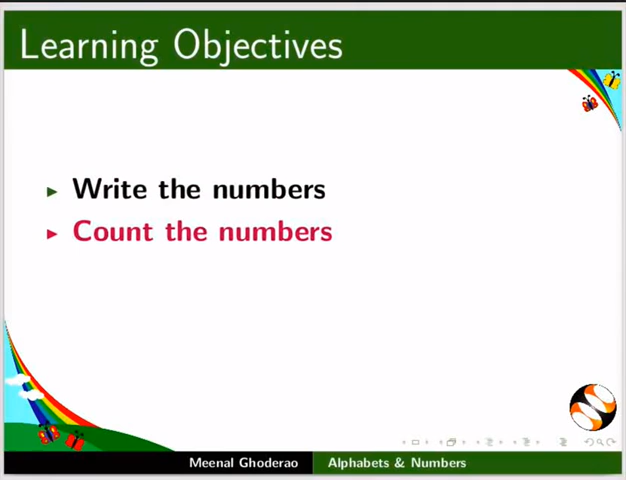 Learning Objectives
Write the numbers
Count the numbers
Meenal Ghoderao Alphabets & Numbers